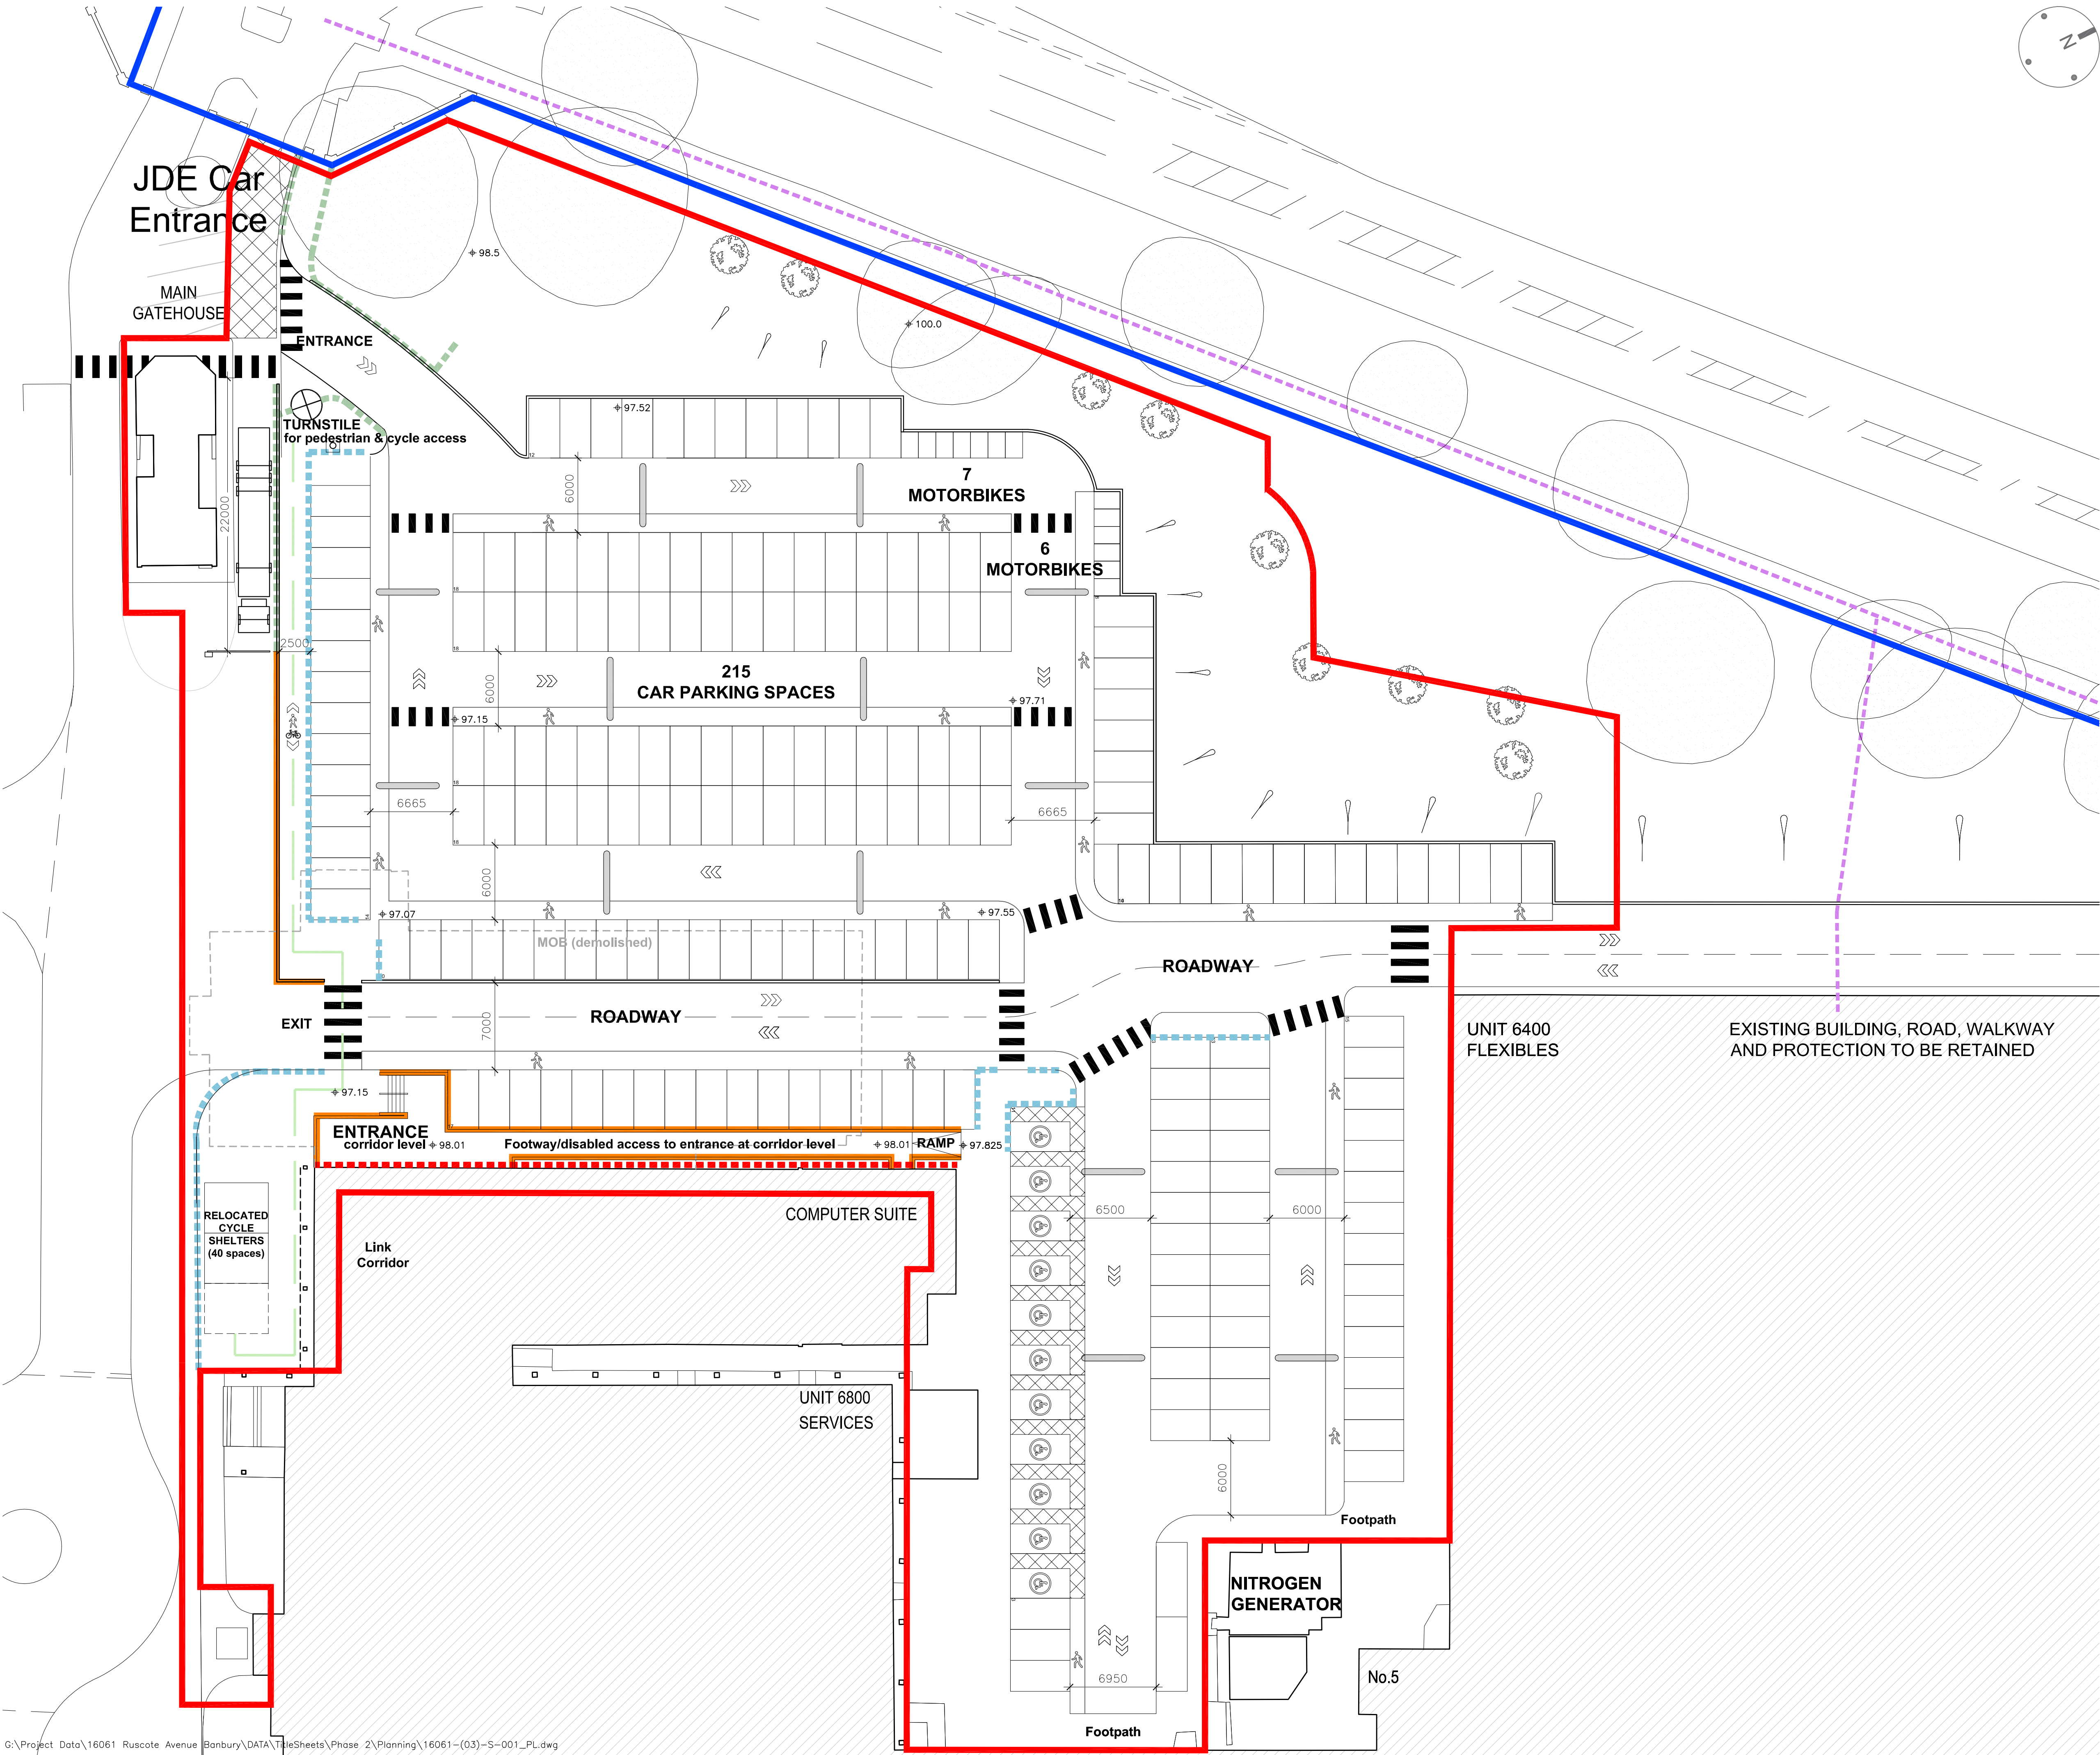 N
JDE Car
Entrance
98.5
MAIN
GATEHOUSE
100.0
ENTRANCE
97.52
TURNSTILE
for pedestrian & cycle access
12
7
MOTORBIKES
6000
22000
6
MOTORBIKES
18
2500
18
215
CAR PARKING SPACES
6000
97.71
97.15
18
6665
6665
18
6000
97.07
97.55
MOB (demolished)
ROADWAY
EXIT
7000
ROADWAY
UNIT 6400
FLEXIBLES
EXISTING BUILDING, ROAD, WALKWAY
AND PROTECTION TO BE RETAINED
97.15
ENTRANCE
corridor level
98.01
Footway/disabled access to entrance at corridor level
98.01
RAMP
97.825
RELOCATED
CYCLE
SHELTERS
(40 spaces)
COMPUTER SUITE
6500
6000
Link
Corridor
UNIT 6800
SERVICES
6000
Footpath
NITROGEN
GENERATOR
6950
No.5
Footpath
G:\Project Data\16061 Ruscote Avenue Banbury\DATA\TitleSheets\Phase 2\Planning\16061-(03)-S-001_PL.dwg